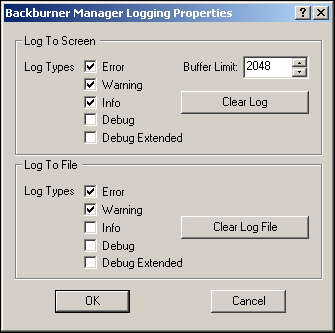 Backburner Manager Logging Properties
Log To Screen
Log Types Error Buffer Limit: 2048
Warning
Info Clear Log
Debug
Debug Extended
Log To File
Log Types Error
Warning
Info Clear Log File
Debug
Debug Extended
OK Cancel